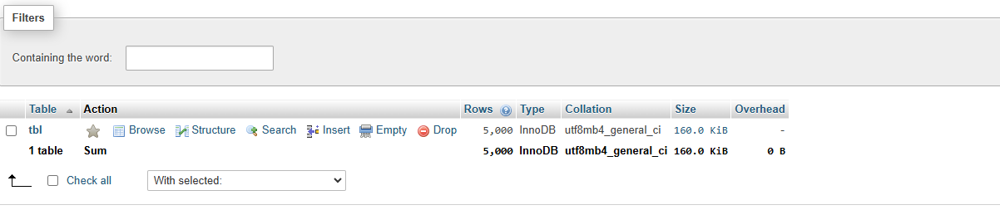 Filters
Containing the word:
Table Action Rows Type Collation Size Overhead
tbl Browse Structure Search Insert Empty Drop 5,000 InnoDB utf8mb4_general_ci 160.0 KiB -
1 table Sum 5,000 InnoDB utf8mb4_general_ci 160.0 KiB 0 B
Check all With selected: